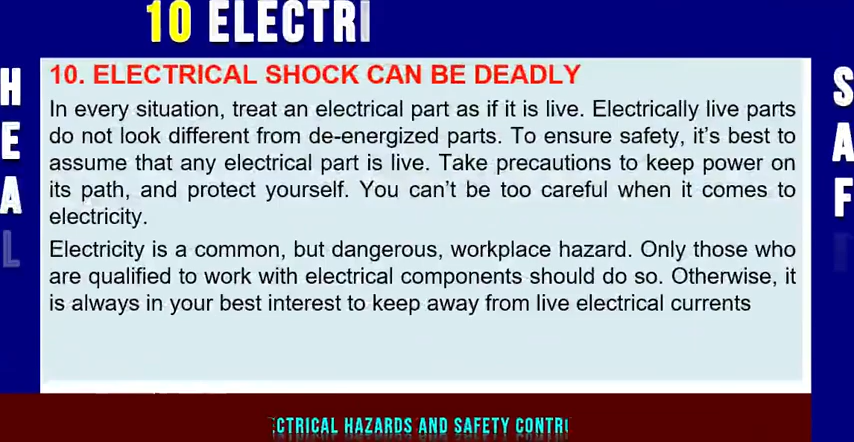 10 ELECTRI
10. ELECTRICAL SHOCK CAN BE DEADLY
In every situation, treat an electrical part as if it is live. Electrically live parts
do not look different from de-energized parts. To ensure safety, it's best to
assume that any electrical part is live. Take precautions to keep power on
its path, and protect yourself. You can't be too careful when it comes to
electricity.
Electricity is a common, but dangerous, workplace hazard. Only those who
are qualified to work with electrical components should do so. Otherwise, it
is always in your best interest to keep away from live electrical currents
HEAL
SAF
CTRICAL HAZARDS AND SAFETY CONTR